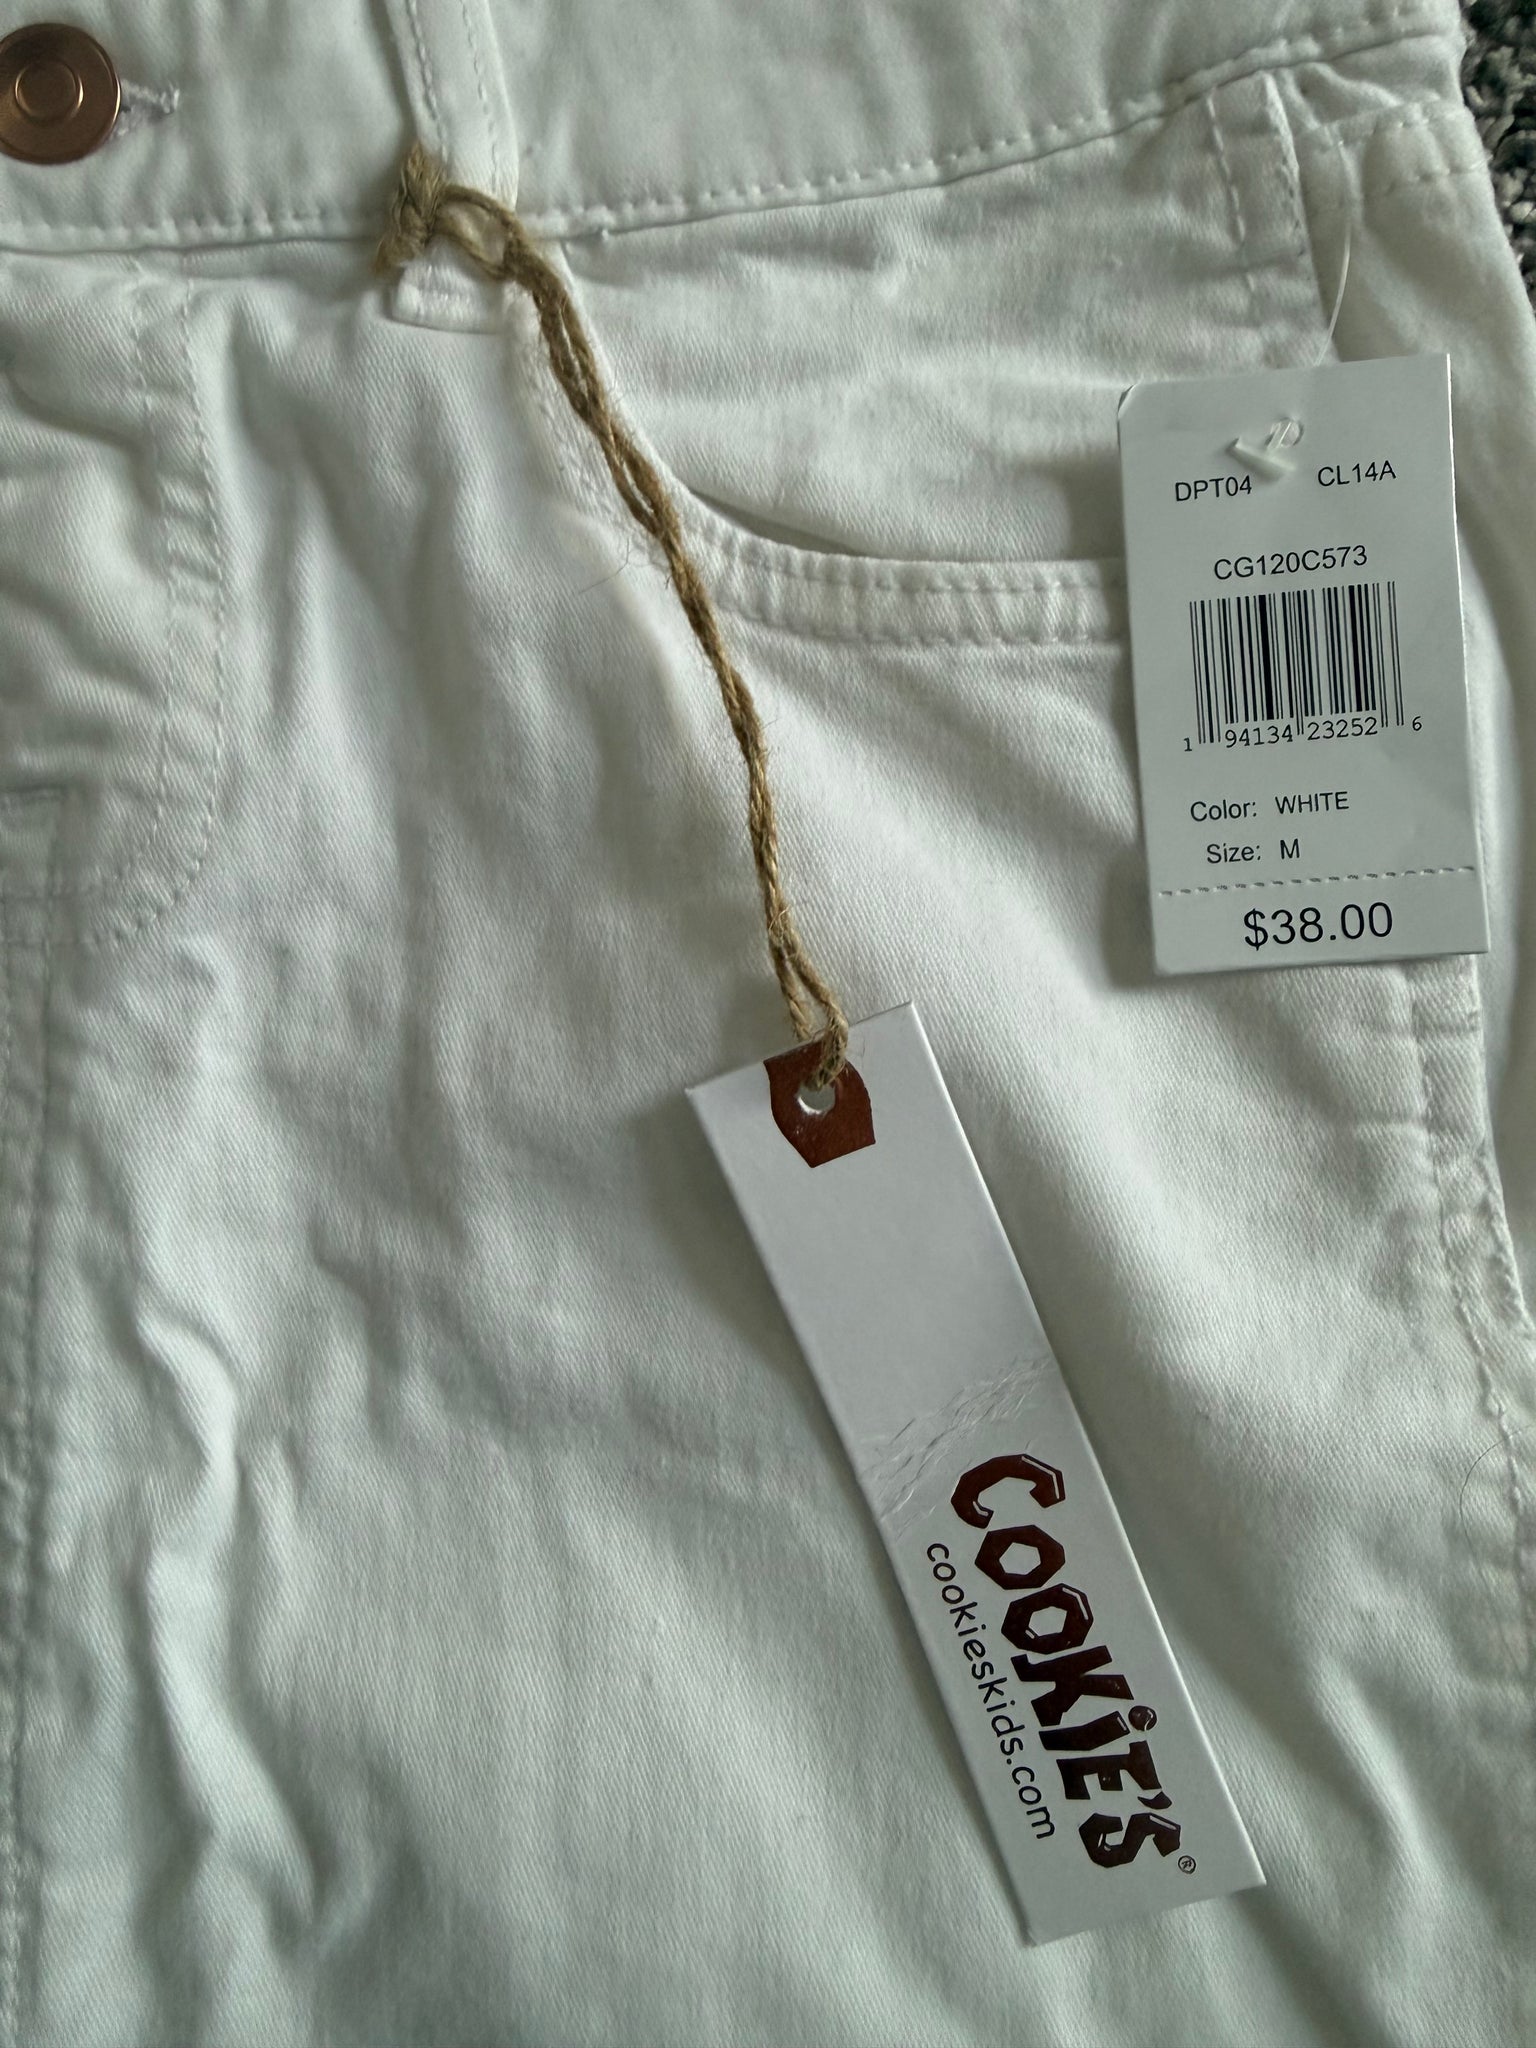 DPT04 CL14A
CG120C573
1 94134 23252 6
Color: WHITE
Size: M
$38.00
COOKiE'S®
cookieskids.com